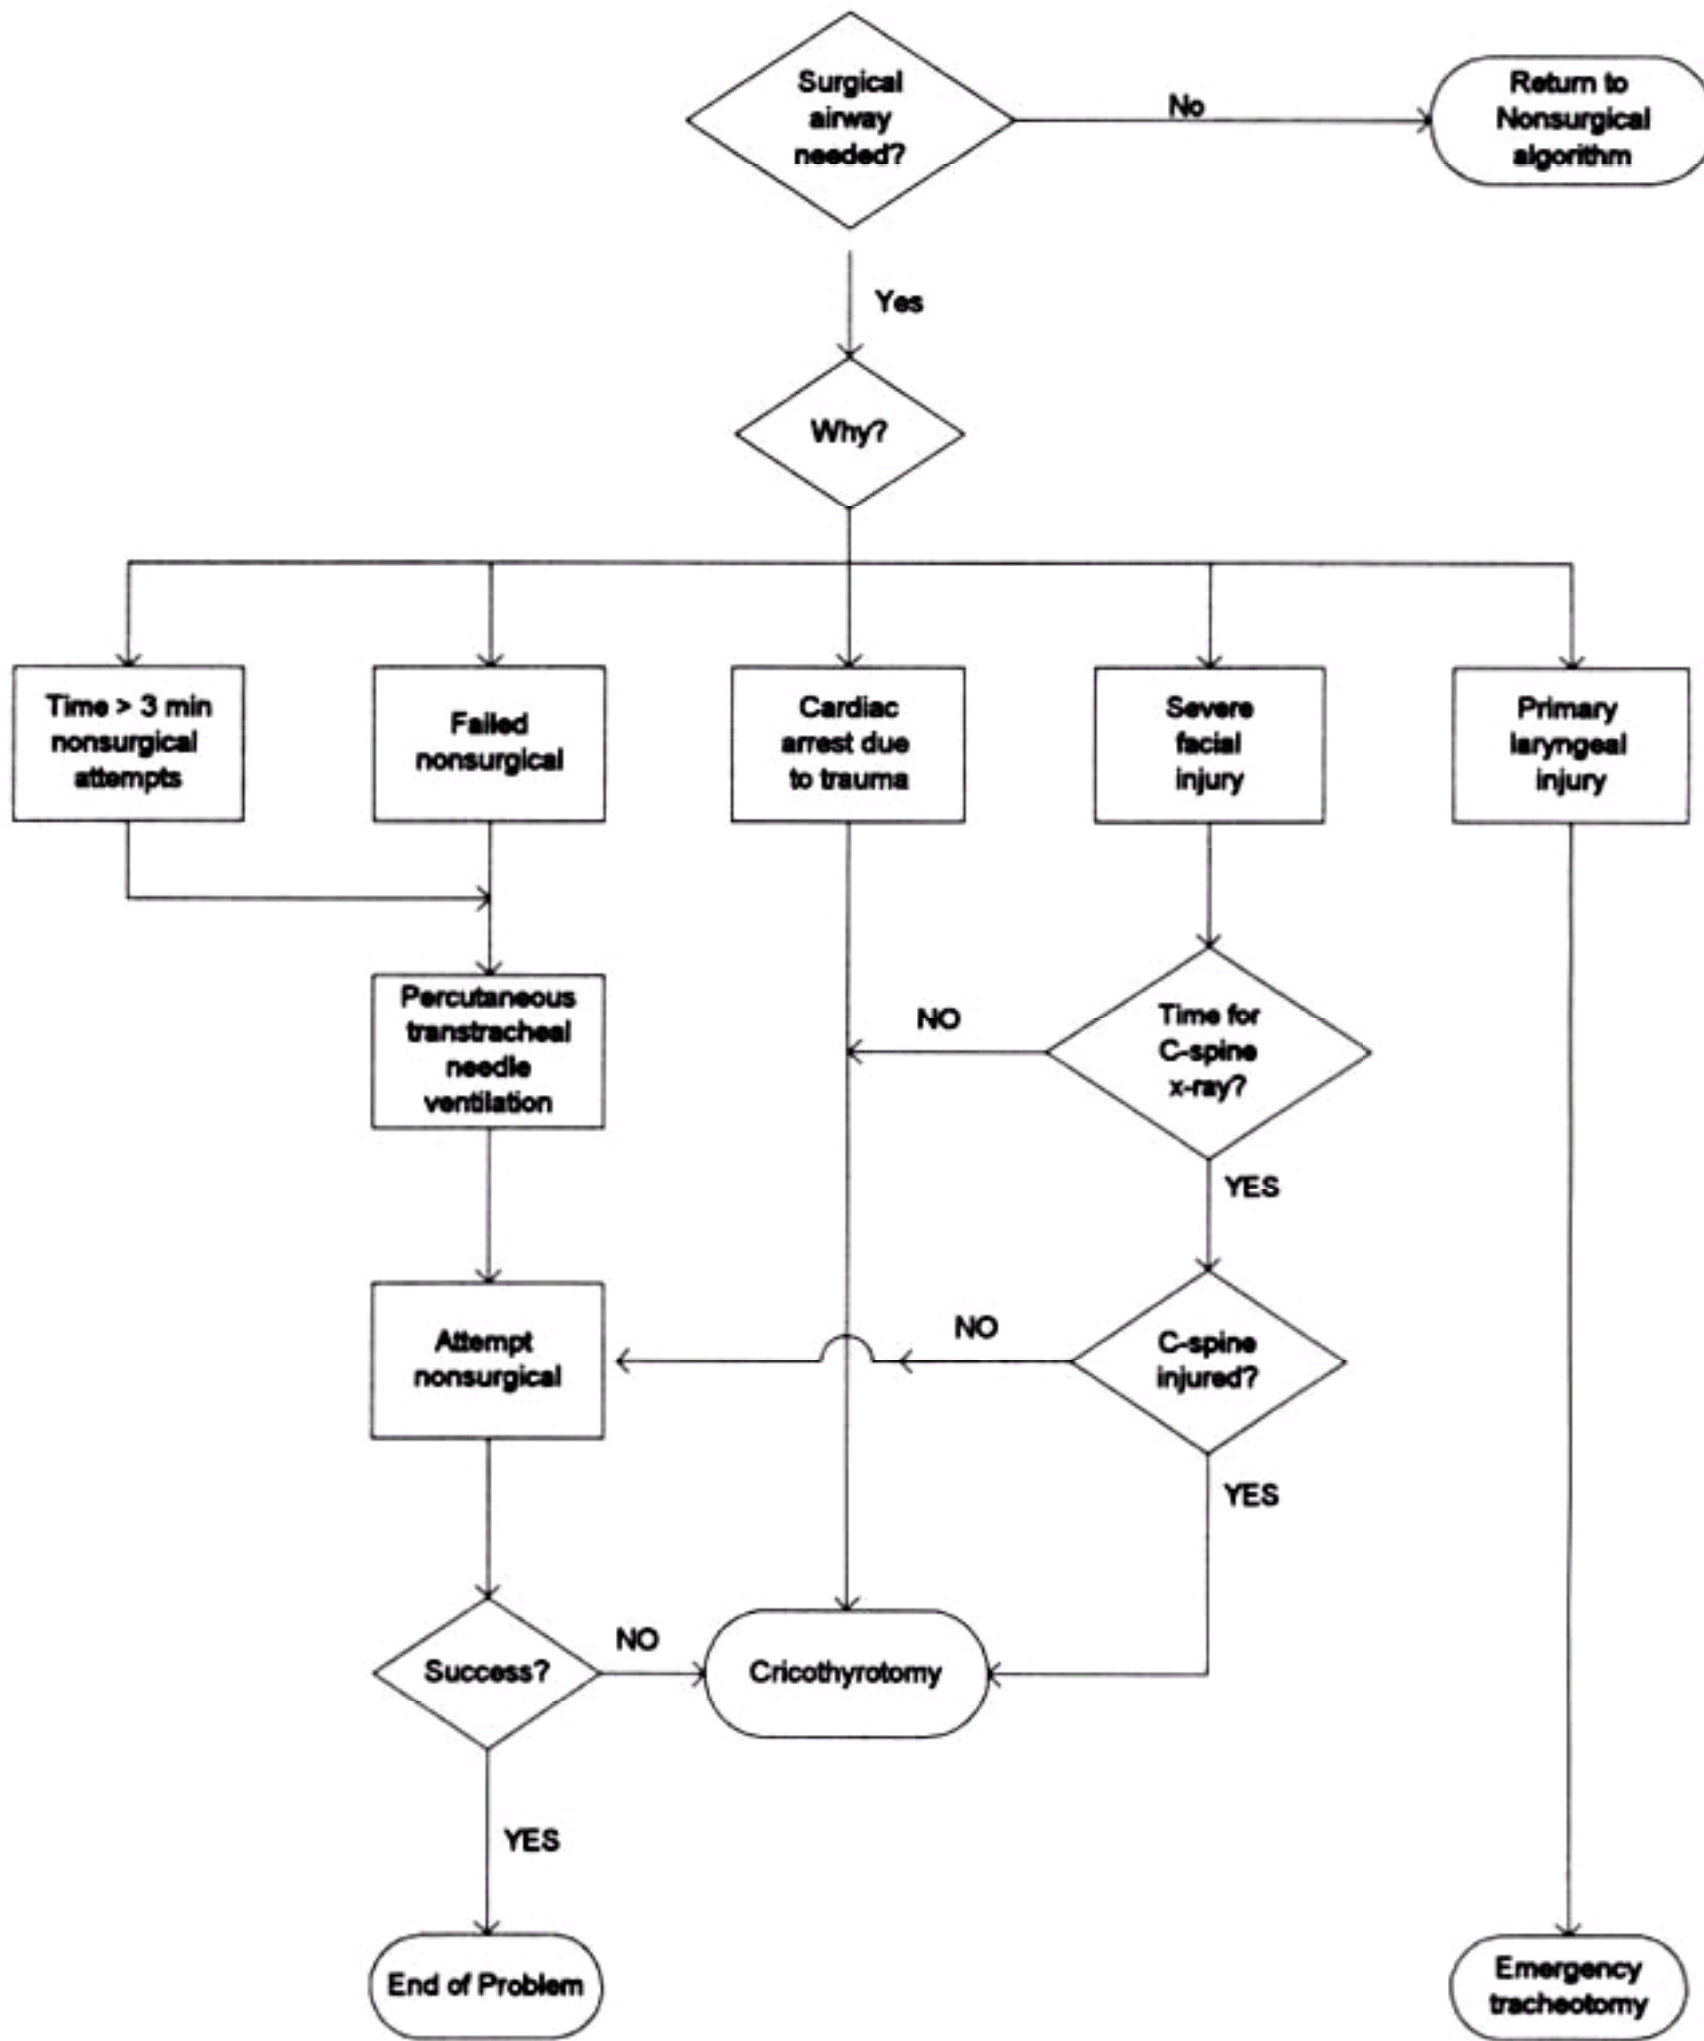 Surgical
airway
needed?
No
Return to
Nonsurgical
algorithm
Yes
Why?
Time > 3 min
nonsurgical
attempts
Failed
nonsurgical
Cardiac
arrest due
to trauma
Severe
facial
injury
Primary
laryngeal
injury
Percutaneous
transtracheal
needle
ventilation
NO
Time for
C-spine
x-ray?
YES
Attempt
nonsurgical
NO
C-spine
injured?
YES
Success?
NO
Cricothyrotomy
YES
End of Problem
Emergency
tracheotomy